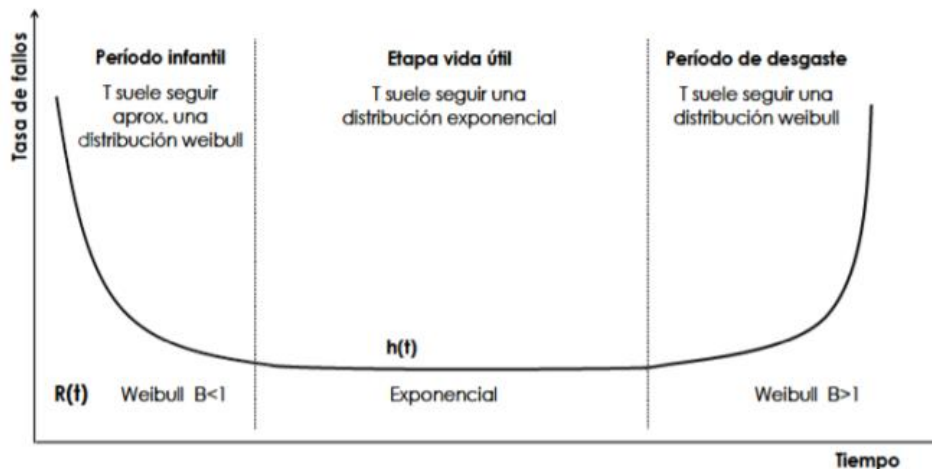 Tasa de fallos
Período infantil
T suele seguir
aprox. una
distribución weibull
Etapa vida útil
T suele seguir una
distribución exponencial
Período de desgaste
T suele seguir una
distribución weibull
h(t)
R(t) Weibull B<1
Exponencial
Weibull B>1
Tiempo